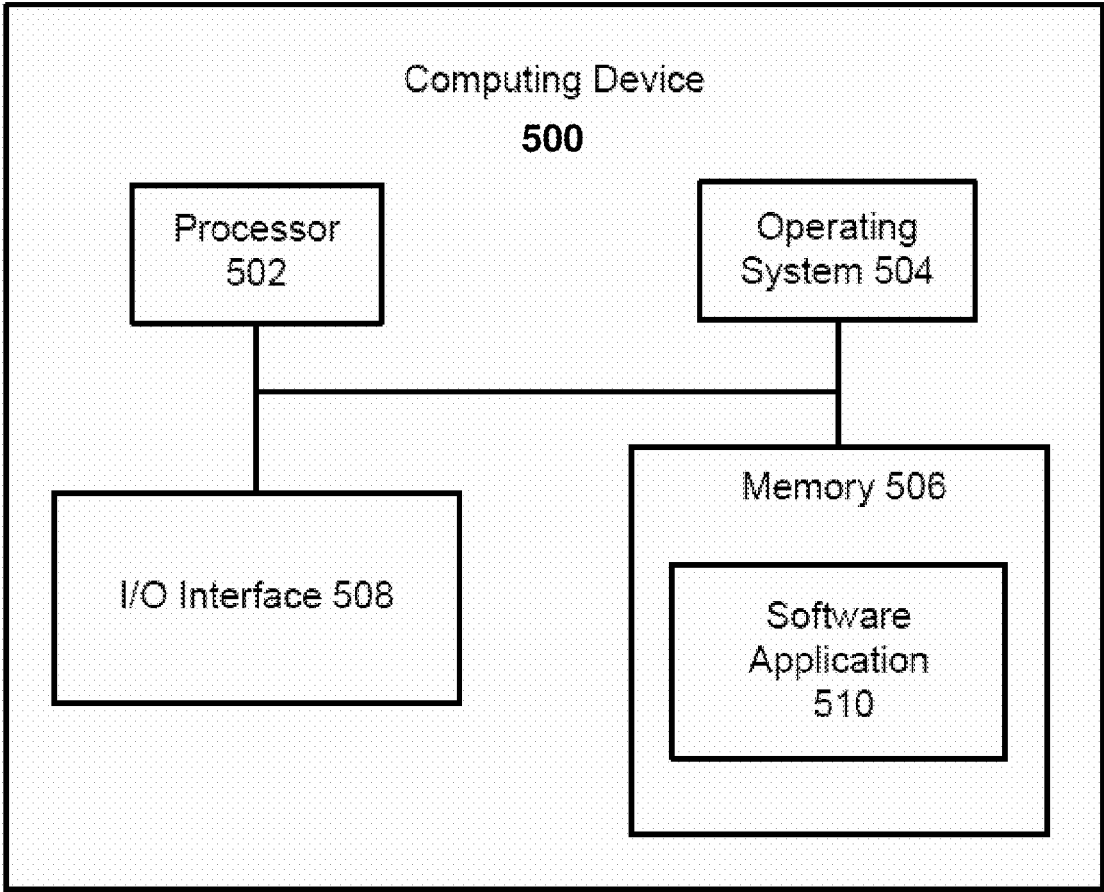 Computing Device
500
Processor
502
Operating
System 504
Memory 506
I/O Interface 508
Software
Application
510